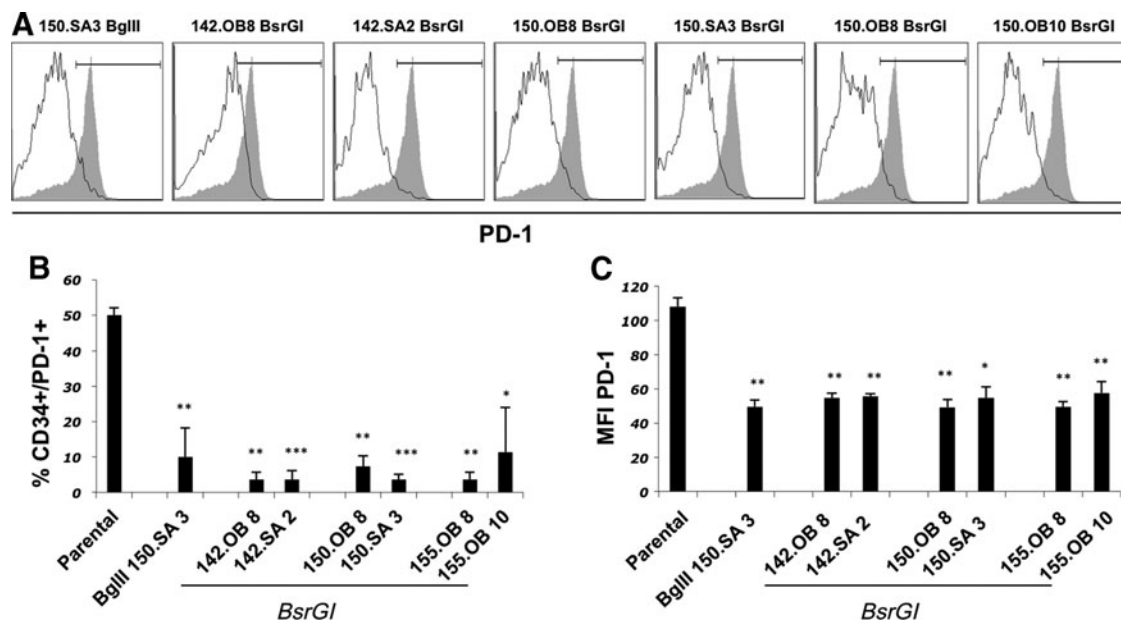 A
150.SA3 BglII 142.OB8 BsrGI 142.SA2 BsrGI 150.OB8 BsrGI 150.SA3 BsrGI 150.OB8 BsrGI 150.OB10 BsrGI
PD-1
B
% CD34+/PD-1+
60
50
40
30
20
10
0
** ** *** ** *** ** *
Parental
BglII 150.SA 3
142.OB 8
142.SA 2
150.OB 8
150.SA 3
155.OB 8
155.OB 10
BsrGI
C
MFI PD-1
120
100
80
60
40
20
0
** ** ** ** * ** **
Parental
BglII 150.SA 3
142.OB 8
142.SA 2
150.OB 8
150.SA 3
155.OB 8
155.OB 10
BsrGI